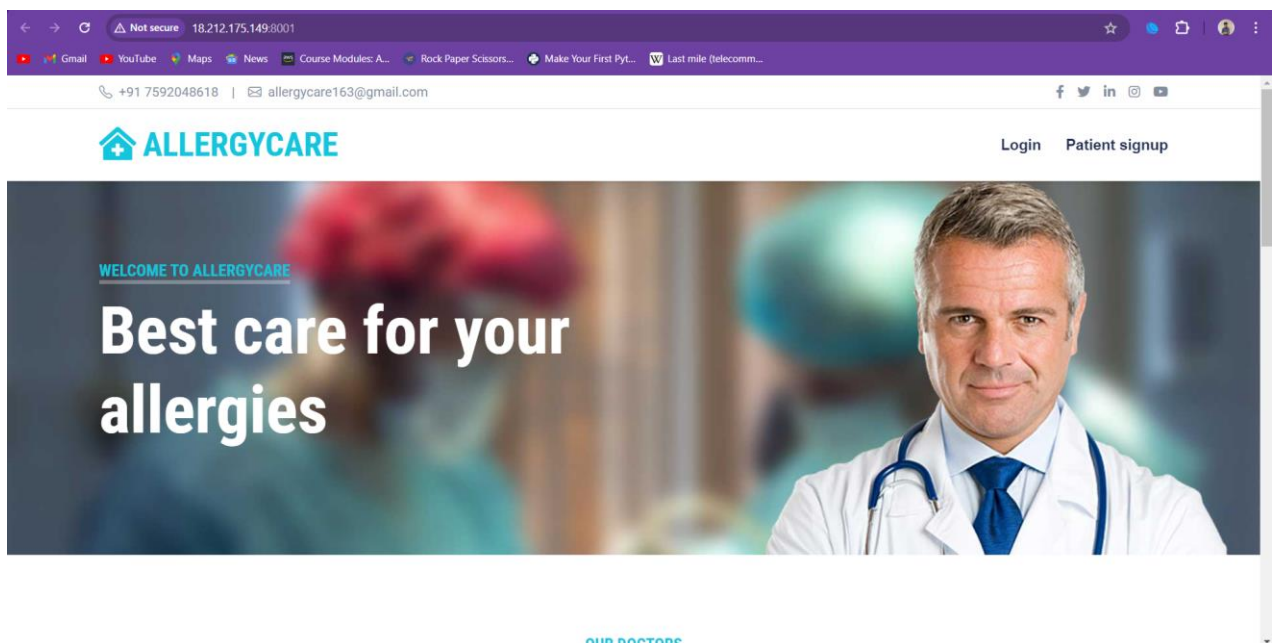 Not secure 18.212.175.149:8001
Gmail YouTube Maps News Course Modules: A... Rock Paper Scissors... Make Your First Pyt... W Last mile (telecomm...
+91 7592048618 | allergycare163@gmail.com
ALLERGYCARE
Login Patient signup
WELCOME TO ALLERGYCARE
Best care for your
allergies
OUR DOCTORS